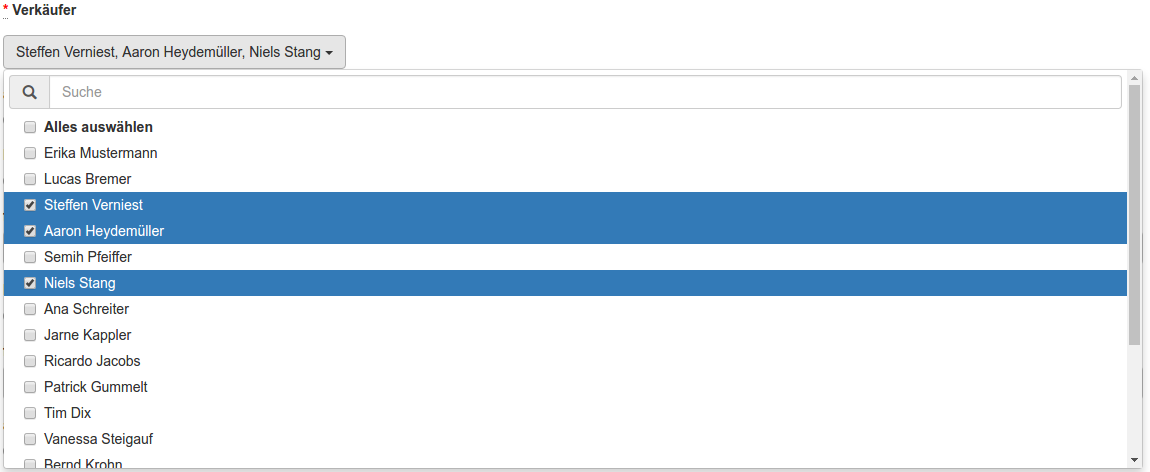 * Verkäufer
Steffen Verniest, Aaron Heydemüller, Niels Stang
Suche
Alles auswählen
Erika Mustermann
Lucas Bremer
Steffen Verniest
Aaron Heydemüller
Semih Pfeiffer
Niels Stang
Ana Schreiter
Jarne Kappler
Ricardo Jacobs
Patrick Gummelt
Tim Dix
Vanessa Steigauf
Bernd Krohn